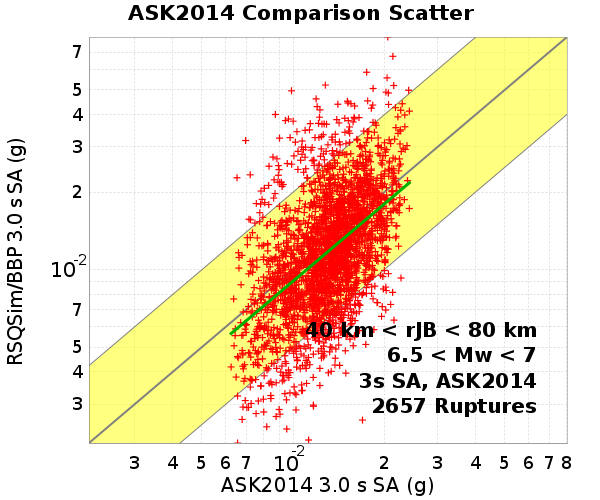 ASK2014 Comparison Scatter
RSQSim/BBP 3.0 s SA (g)
7
5
4
3
2
10-2
7
5
4
3
40 km < rJB < 80 km
6.5 < Mw < 7
3s SA, ASK2014
2657 Ruptures
3 4 5 6 7 10-2 2 3 4 5 6 7 8
ASK2014 3.0 s SA (g)